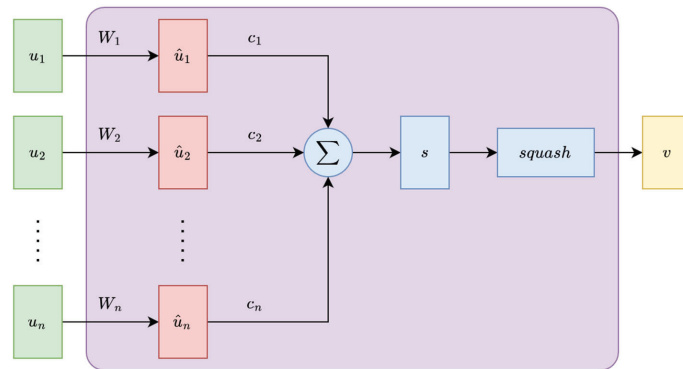 u₁ W₁ û₁ c₁
u₂ W₂ û₂ c₂ ∑ s squash v
uₙ Wₙ ûₙ cₙ